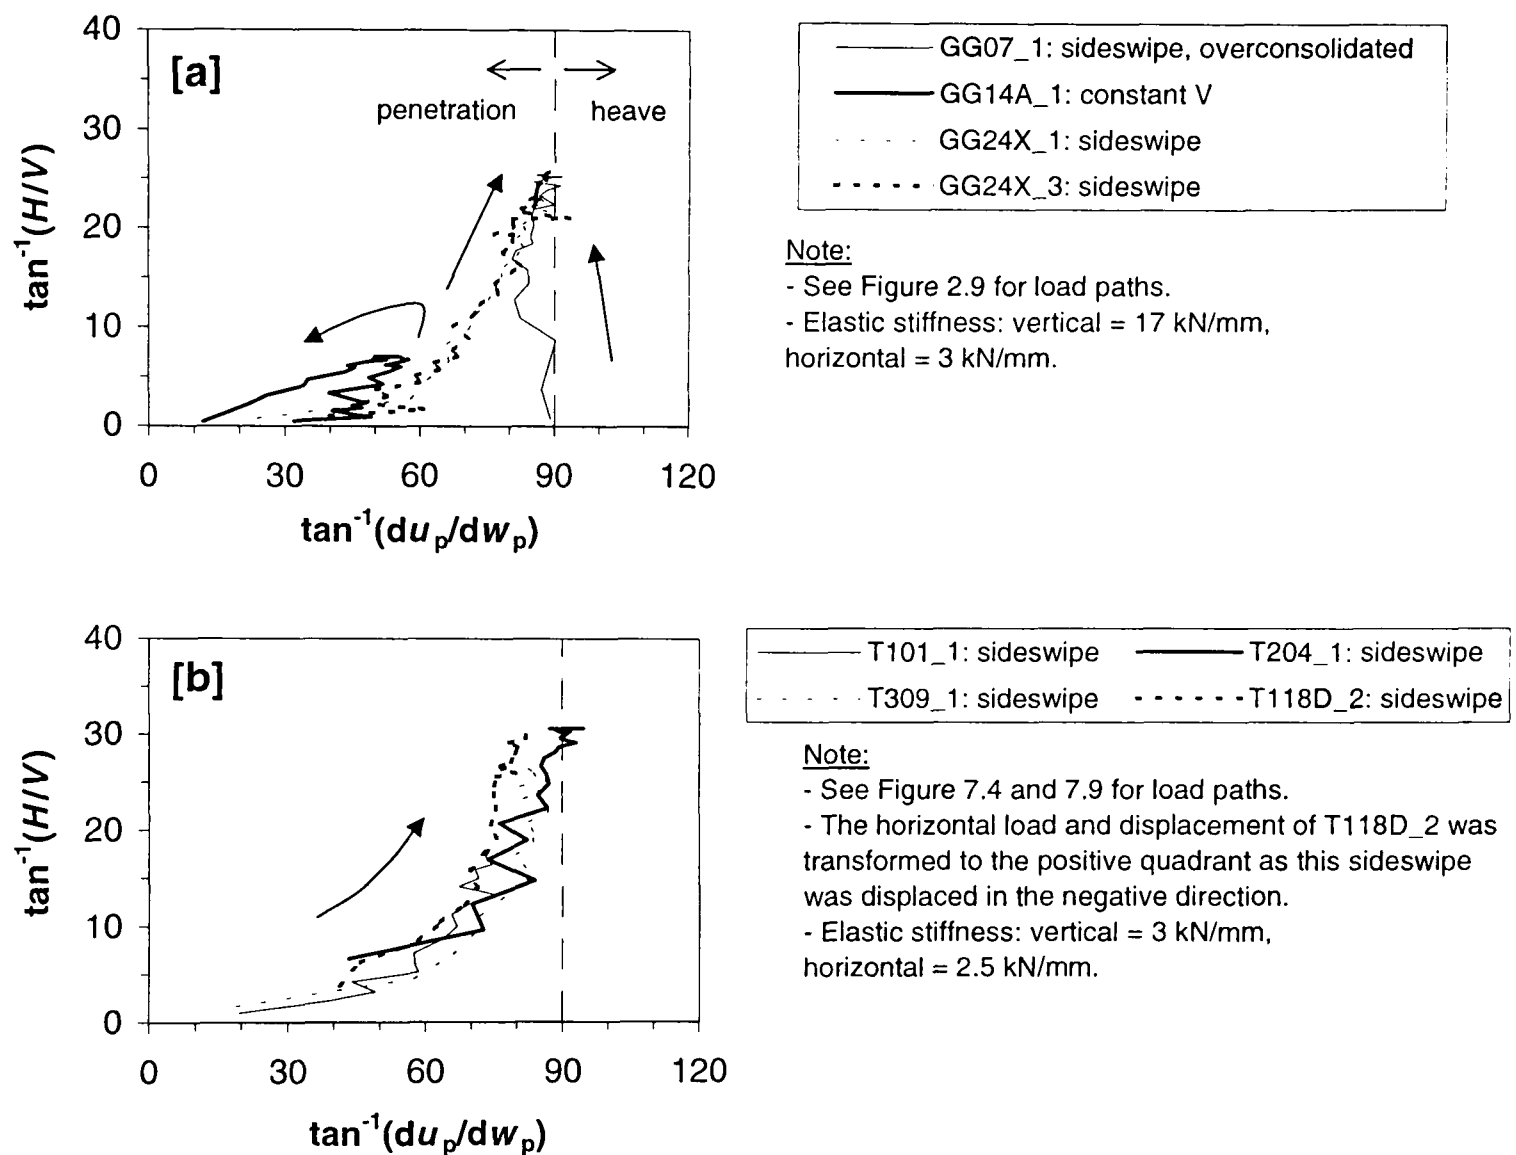 40
30
20
10
0
tan⁻¹(H/V)
[a]
penetration
heave
0 30 60 90 120
tan⁻¹(duₚ/dwₚ)
GG07_1: sideswipe, overconsolidated
GG14A_1: constant V
GG24X_1: sideswipe
GG24X_3: sideswipe
Note:
- See Figure 2.9 for load paths.
- Elastic stiffness: vertical = 17 kN/mm,
horizontal = 3 kN/mm.
40
30
20
10
0
tan⁻¹(H/V)
[b]
0 30 60 90 120
tan⁻¹(duₚ/dwₚ)
T101_1: sideswipe T204_1: sideswipe
T309_1: sideswipe T118D_2: sideswipe
Note:
- See Figure 7.4 and 7.9 for load paths.
- The horizontal load and displacement of T118D_2 was
transformed to the positive quadrant as this sideswipe
was displaced in the negative direction.
- Elastic stiffness: vertical = 3 kN/mm,
horizontal = 2.5 kN/mm.